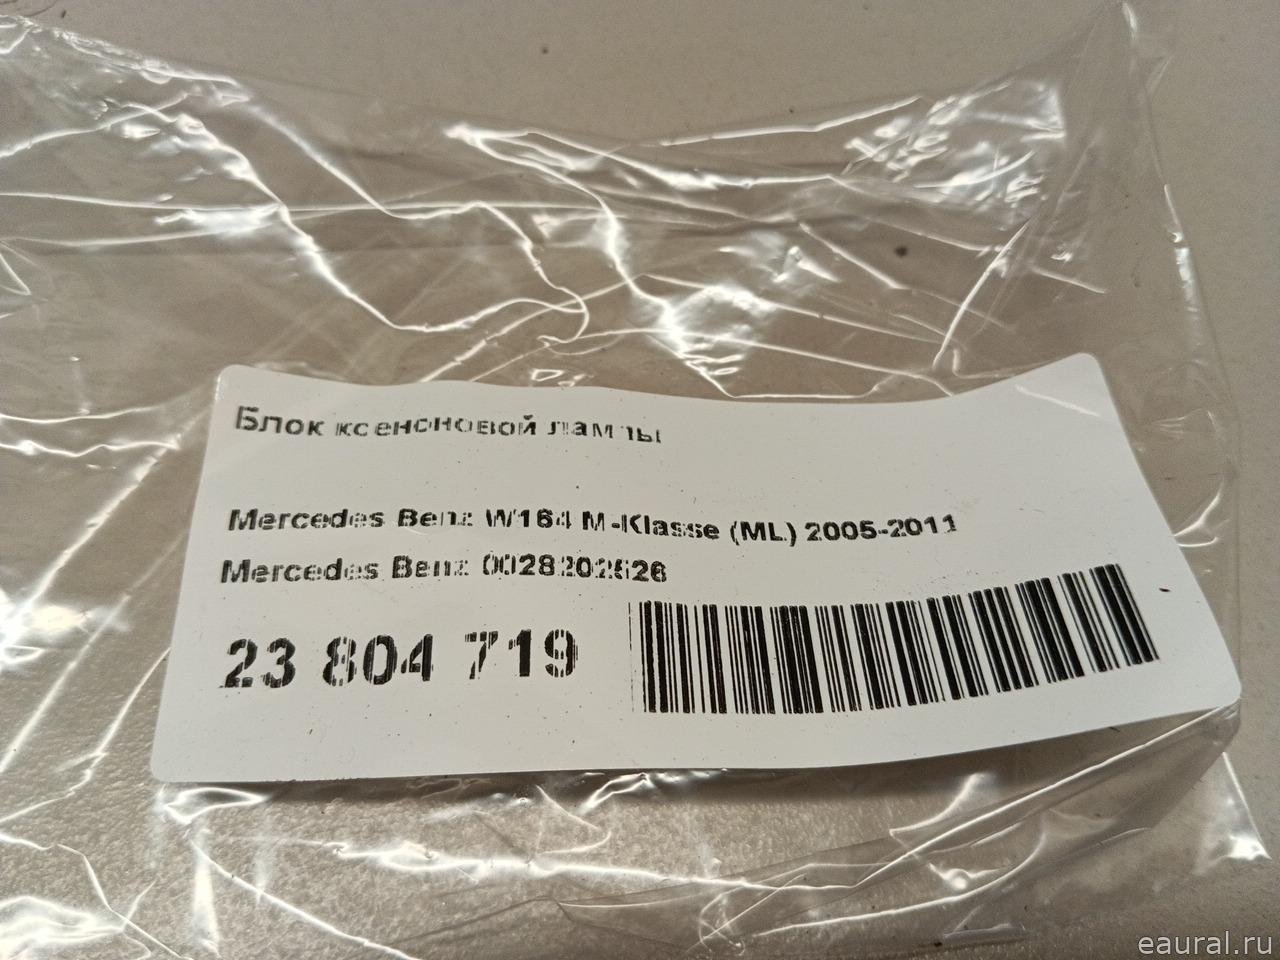 Блок ксеноновой лампы
Mercedes Benz W164 M-Klasse (ML) 2005-2011
Mercedes Benz 0028202526
23 804 719
eaural.ru